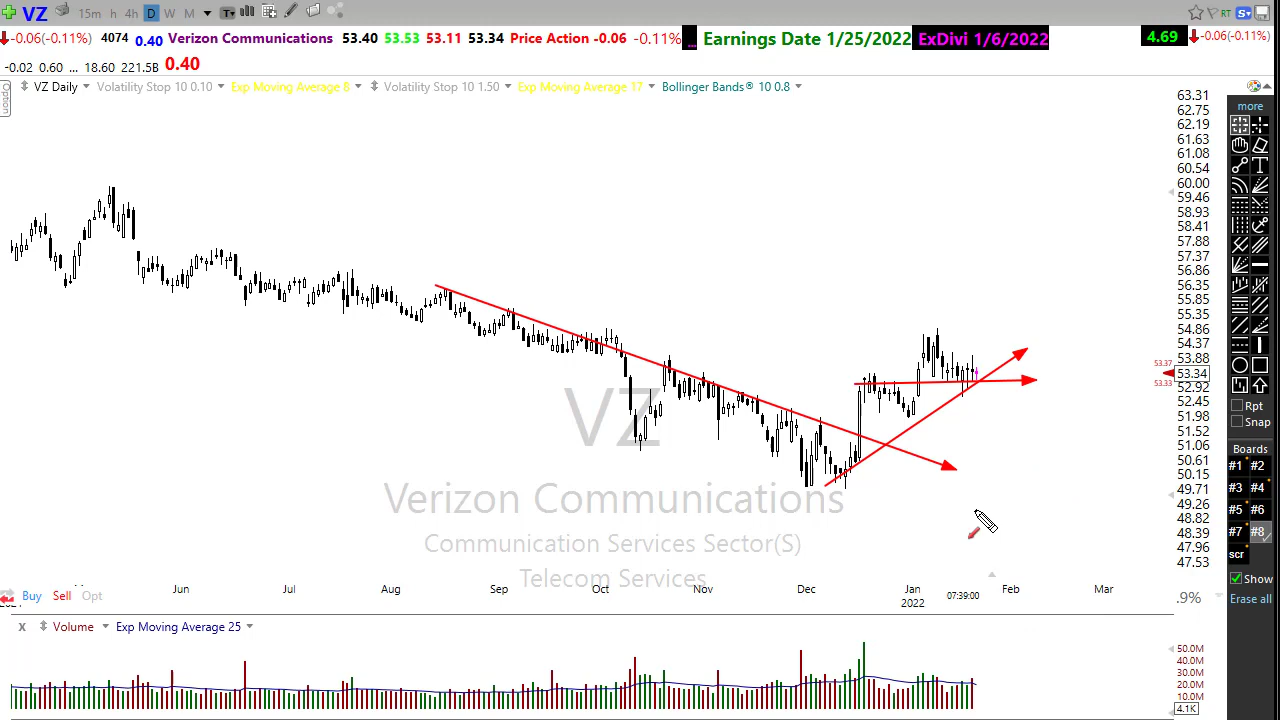 VZ 15m h 4h D W M T RT S
-0.06(-0.11%) 4074 0.40 Verizon Communications 53.40 53.53 53.11 53.34 Price Action -0.06 -0.11% ... Earnings Date 1/25/2022 ExDivi 1/6/2022 4.69 -0.06(-0.11%)
-0.02 0.60 ... 18.60 221.5B 0.40
Option
VZ Daily Volatility Stop 10 0.10 Exp Moving Average 8 Volatility Stop 10 1.50 Exp Moving Average 17 Bollinger Bands® 10 0.8
63.31
62.75
62.19
61.63
61.08
60.54
60.00
59.46
58.93
58.41
57.88
57.37
56.86
56.35
55.85
55.35
54.86
54.37
53.88
53.37
53.34
53.33
52.92
52.45
51.98
51.52
51.06
50.61
50.15
49.71
49.26
48.82
48.39
47.96
47.53
.9%
more
T
Rpt
Snap
Boards
#1 #2
#3 #4
#5 #6
#7 #8
scr
Show
Erase all
VZ
Verizon Communications
Communication Services Sector(S)
Telecom Services
Jun Jul Aug Sep Oct Nov Dec Jan Feb Mar
2022 07:39:00
Buy Sell Opt
X Volume Exp Moving Average 25
50.0M
40.0M
30.0M
20.0M
10.0M
4.1K